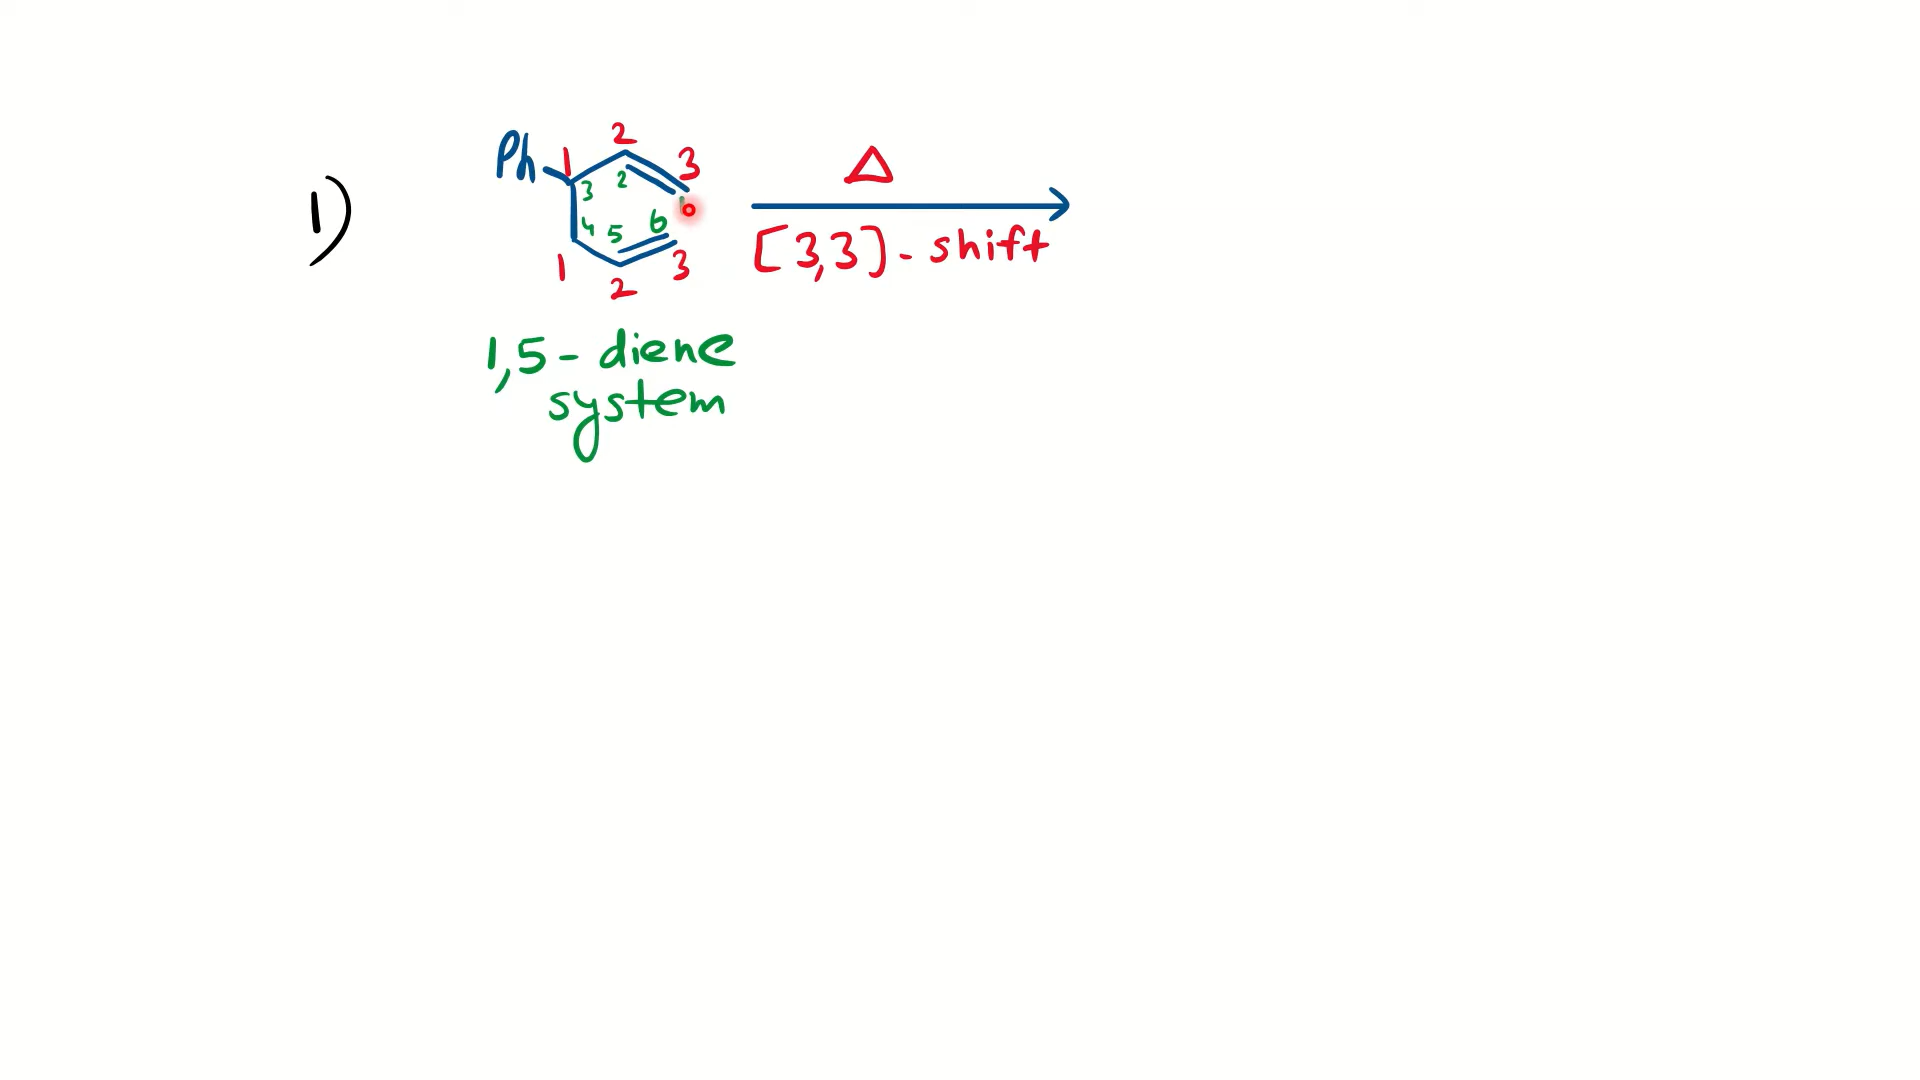 1)
Ph 1 2 3
3 2
4 5 6
1 2 3
Δ
[3,3] - shift
1,5 - diene
system